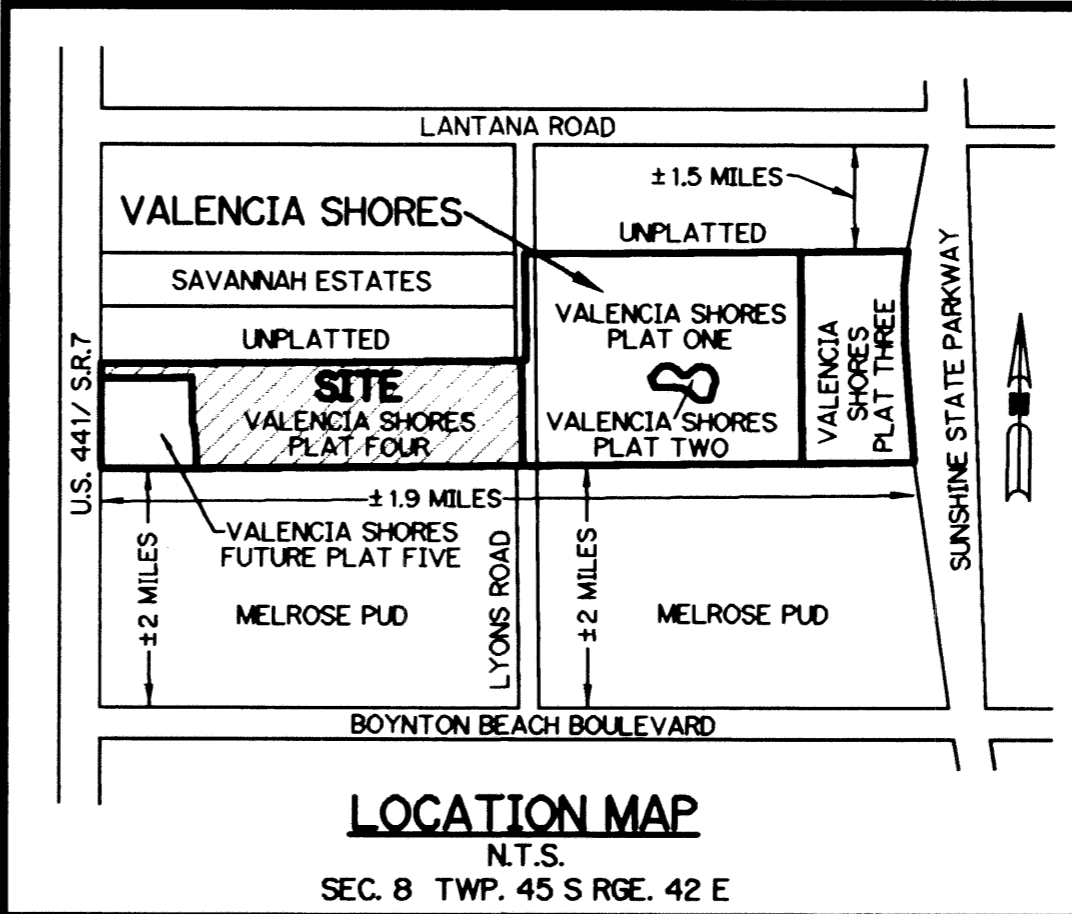 LANTANA ROAD
±1.5 MILES
VALENCIA SHORES
UNPLATTED
SAVANNAH ESTATES
VALENCIA SHORES
PLAT ONE
UNPLATTED
SITE
VALENCIA SHORES
PLAT FOUR
VALENCIA SHORES
PLAT TWO
VALENCIA
SHORES
PLAT THREE
U.S. 441/ S.R.7
SUNSHINE STATE PARKWAY
±1.9 MILES
VALENCIA SHORES
FUTURE PLAT FIVE
±2 MILES
MELROSE PUD
LYONS ROAD
±2 MILES
MELROSE PUD
BOYNTON BEACH BOULEVARD
LOCATION MAP
N.T.S.
SEC. 8 TWP. 45 S RGE. 42 E